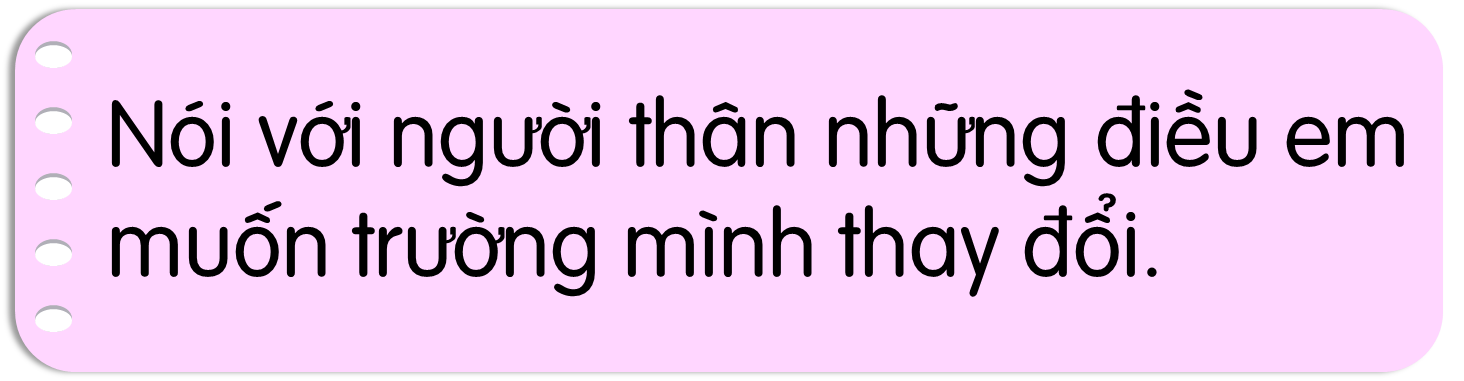 Nói với người thân những điều em
muốn trường mình thay đổi.